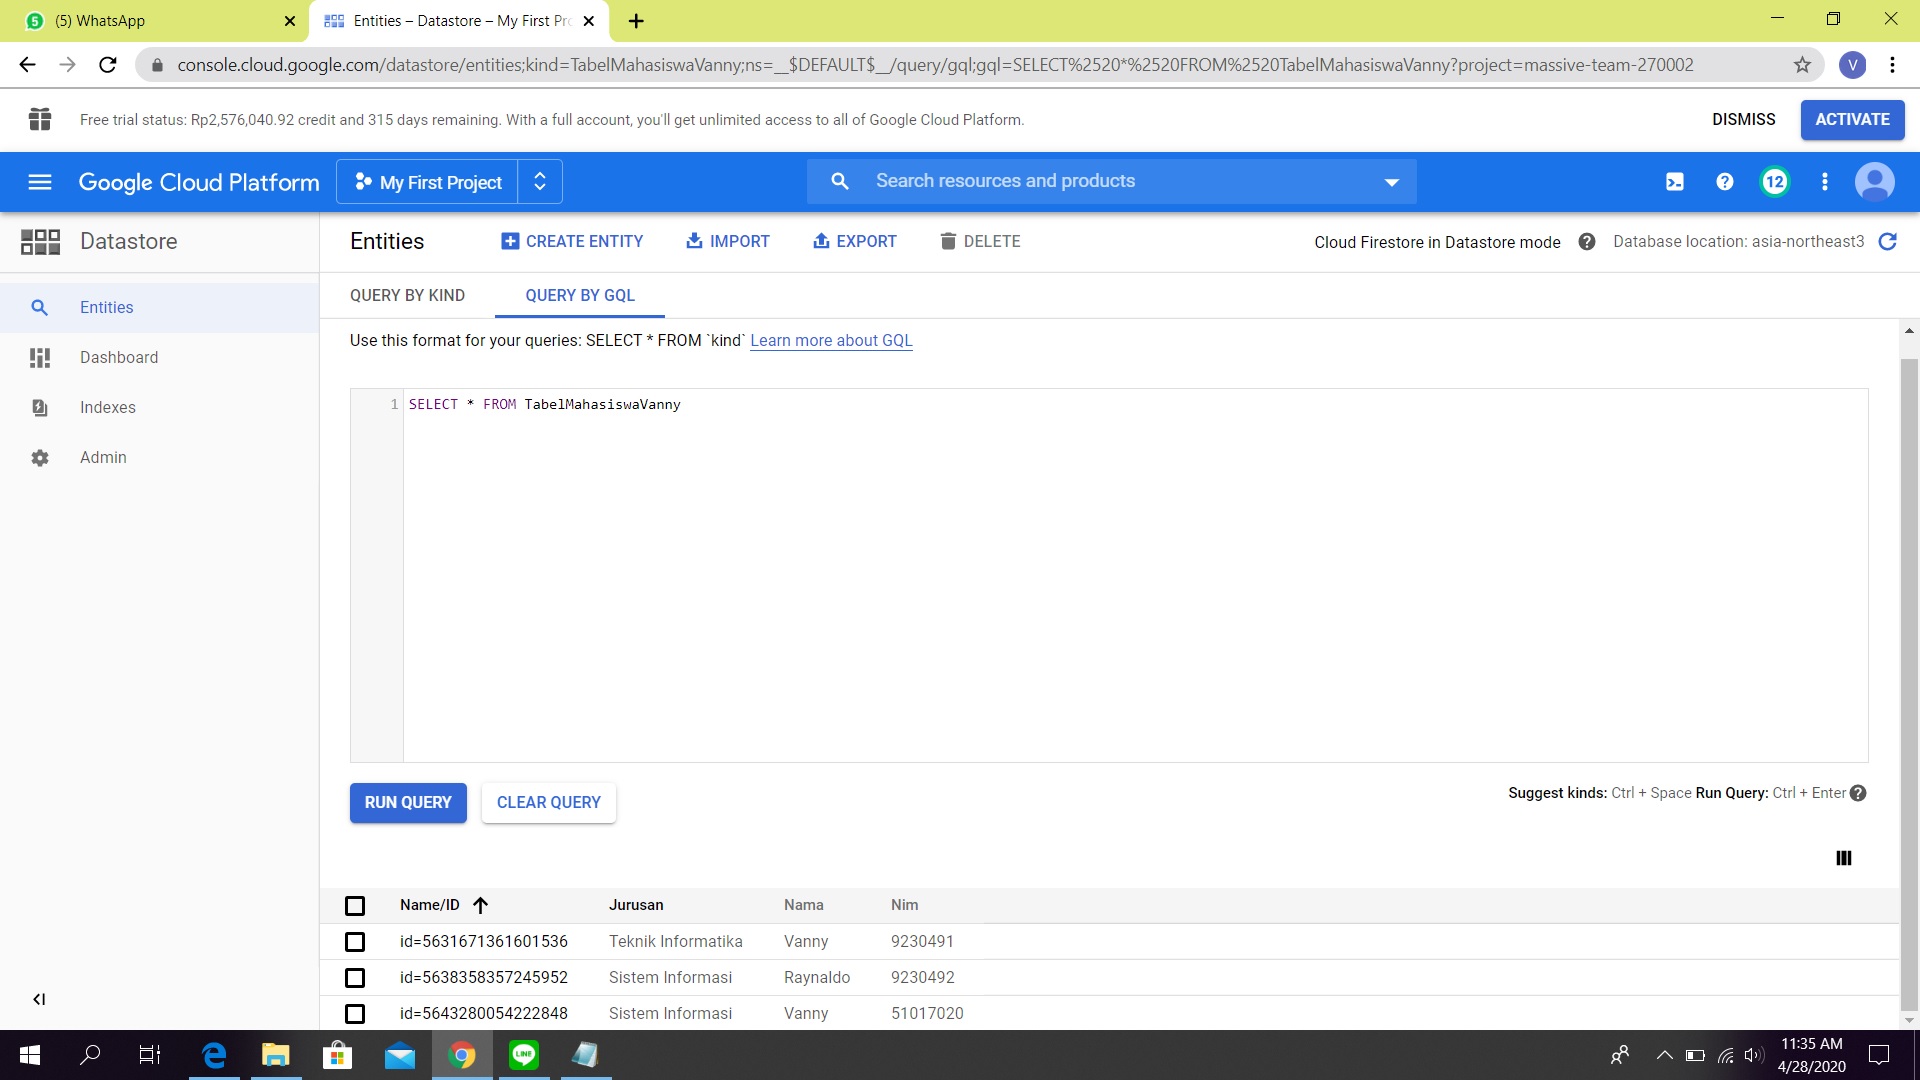 5 (5) WhatsApp
Entities – Datastore – My First Pro
console.cloud.google.com/datastore/entities;kind=TabelMahasiswaVanny;ns=__$DEFAULT$__/query/gql;gql=SELECT%2520*%2520FROM%2520TabelMahasiswaVanny?project=massive-team-270002
V
Free trial status: Rp2,576,040.92 credit and 315 days remaining. With a full account, you'll get unlimited access to all of Google Cloud Platform.
DISMISS
ACTIVATE
Google Cloud Platform
My First Project
Search resources and products
12
Datastore
Entities
CREATE ENTITY
IMPORT
EXPORT
DELETE
Cloud Firestore in Datastore mode
Database location: asia-northeast3
Entities
Dashboard
Indexes
Admin
QUERY BY KIND
QUERY BY GQL
Use this format for your queries: SELECT * FROM `kind` Learn more about GQL
1 SELECT * FROM TabelMahasiswaVanny
RUN QUERY
CLEAR QUERY
Suggest kinds: Ctrl + Space Run Query: Ctrl + Enter
Name/ID Jurusan Nama Nim
id=5631671361601536 Teknik Informatika Vanny 9230491
id=5638358357245952 Sistem Informasi Raynaldo 9230492
id=5643280054222848 Sistem Informasi Vanny 51017020
LINE
11:35 AM
4/28/2020